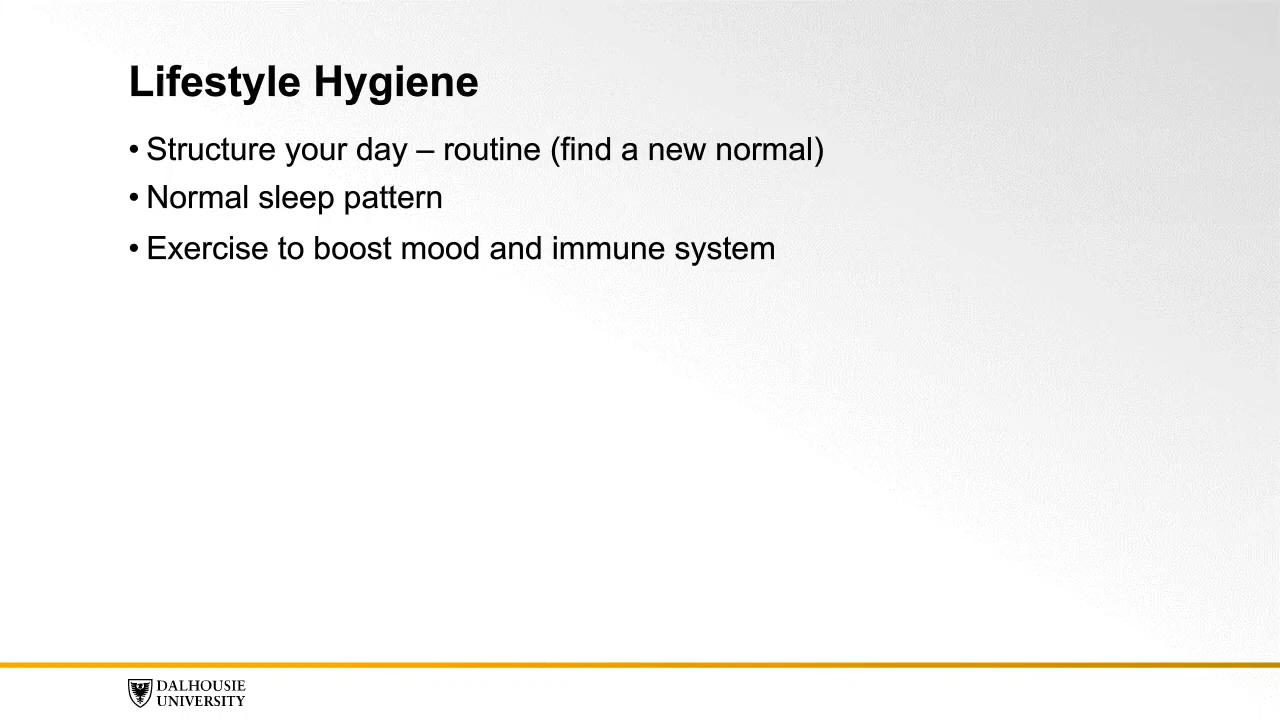 Lifestyle Hygiene
• Structure your day – routine (find a new normal)
• Normal sleep pattern
• Exercise to boost mood and immune system
DALHOUSIE
UNIVERSITY